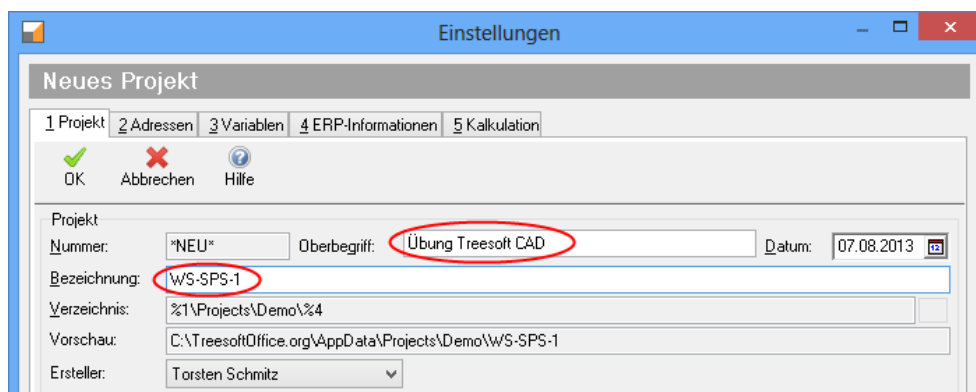 Einstellungen
Neues Projekt
1 Projekt 2 Adressen 3 Variablen 4 ERP-Informationen 5 Kalkulation
OK Abbrechen Hilfe
Projekt
Nummer: *NEU* Oberbegriff: Übung Treesoft CAD Datum: 07.08.2013 12
Bezeichnung: WS-SPS-1
Verzeichnis: %1\Projects\Demo\%4
Vorschau: C:\TreesoftOffice.org\AppData\Projects\Demo\WS-SPS-1
Ersteller: Torsten Schmitz